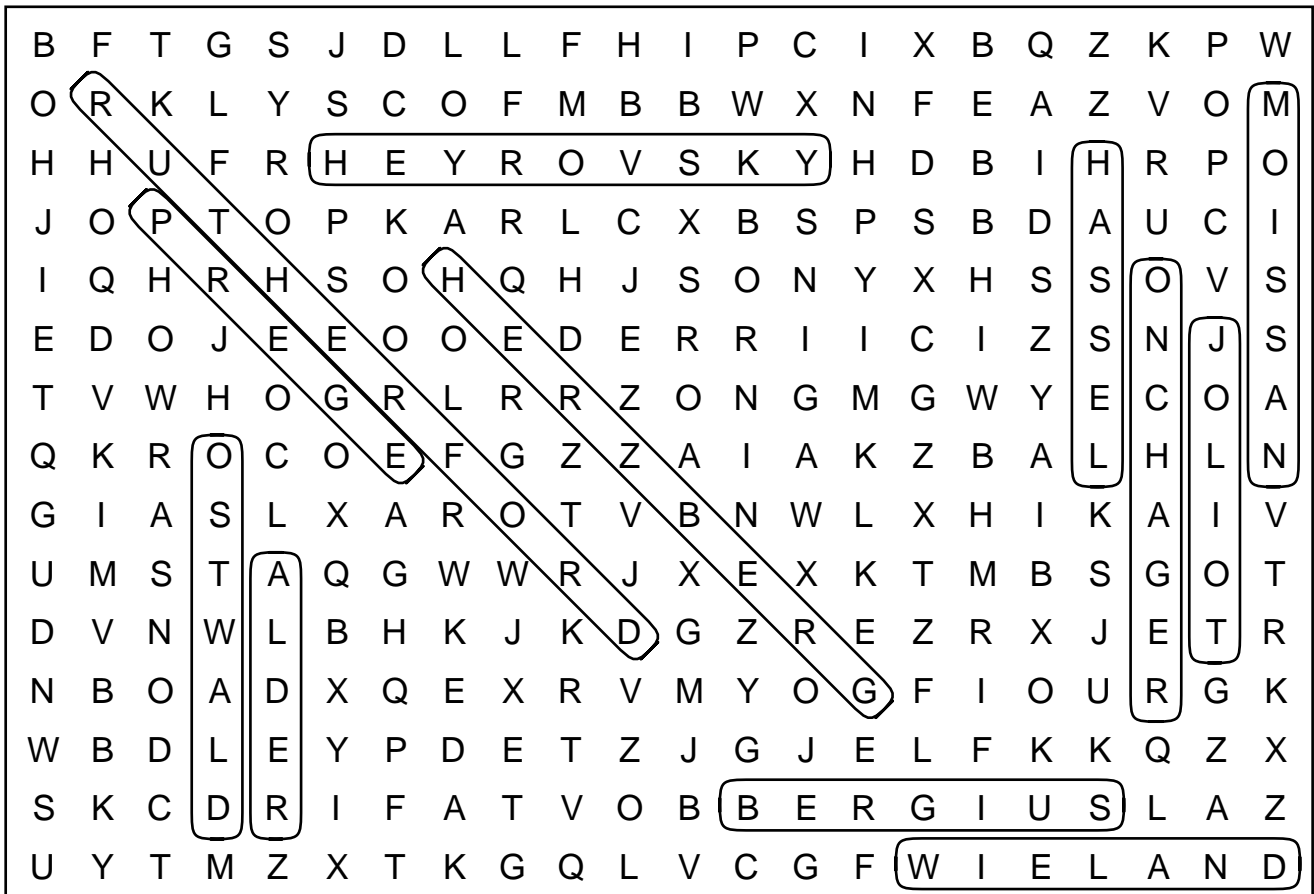 B F T G S J D L L F H I P C I X B Q Z K P W
O R K L Y S C O F M B B W X N F E A Z V O M
H H U F R H E Y R O V S K Y H D B I H R P O
J O P T O P K A R L C X B S P S B D A U C I
I Q H R H S O H Q H J S O N Y X H S S O V S
E D O J E E O O E D E R R I I C I Z S N J S
T V W H O G R L R R Z O N G M G W Y E C O A
Q K R O C O E F G Z Z A I A K Z B A L H L N
G I A S L X A R O T V B N W L X H I K A I V
U M S T A Q G W W R J X E X K T M B S G O T
D V N W L B H K J K D G Z R E Z R X J E T R
N B O A D X Q E X R V M Y O G F I O U R G K
W B D L E Y P D E T Z J G J E L F K K Q Z X
S K C D R I F A T V O B B E R G I U S L A Z
U Y T M Z X T K G Q L V C G F W I E L A N D